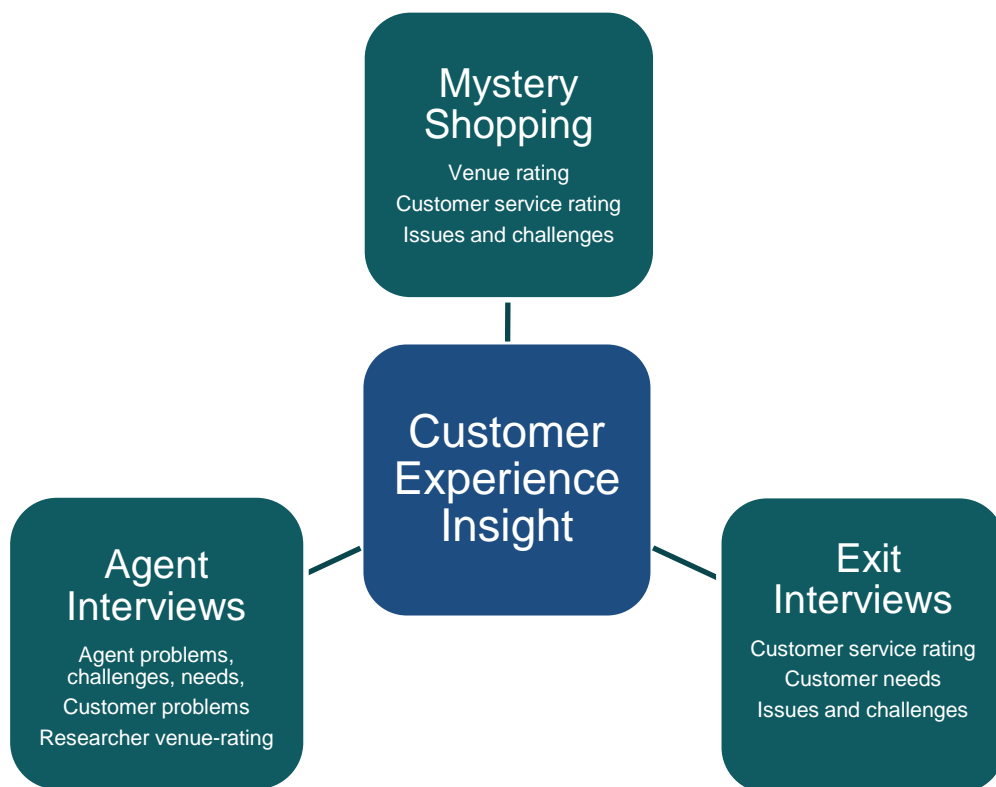 Mystery
Shopping
Venue rating
Customer service rating
Issues and challenges
Customer
Experience
Insight
Agent
Interviews
Agent problems,
challenges, needs,
Customer problems
Researcher venue-rating
Exit
Interviews
Customer service rating
Customer needs
Issues and challenges